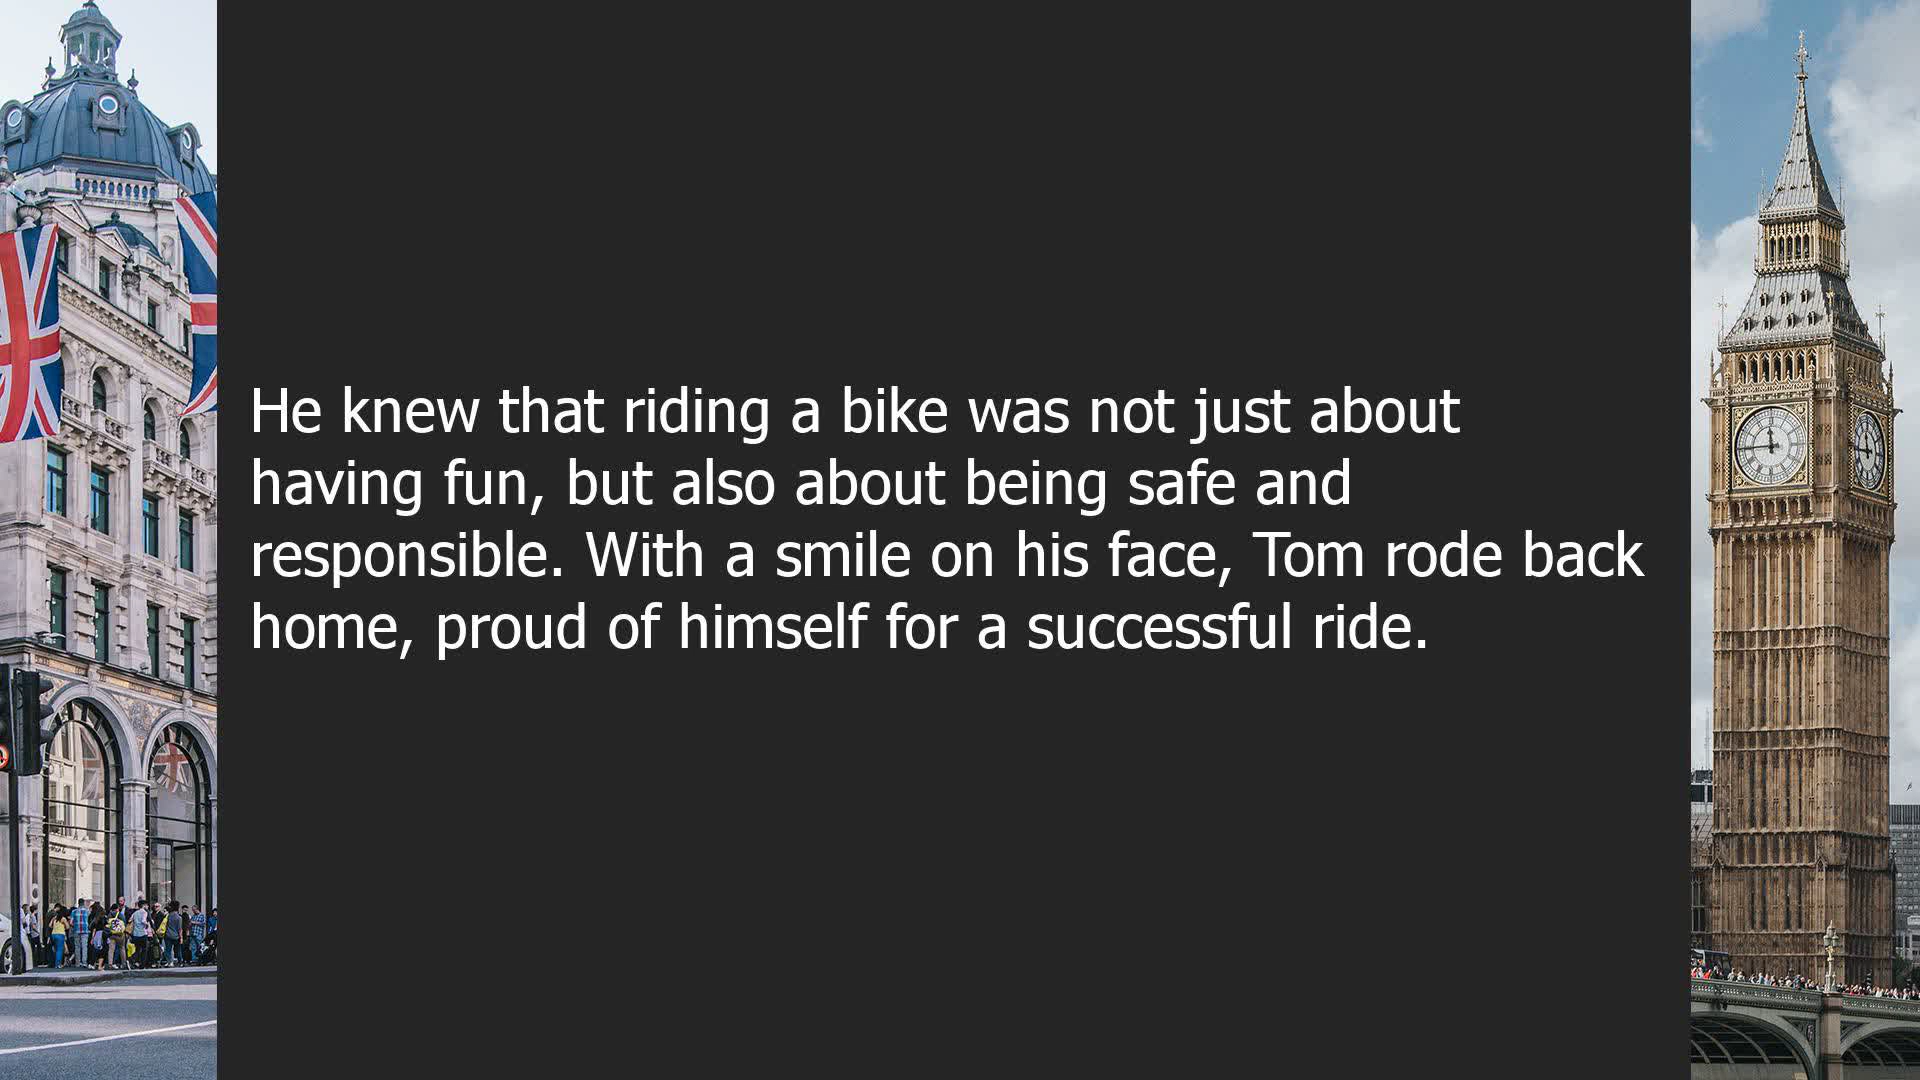 He knew that riding a bike was not just about
having fun, but also about being safe and
responsible. With a smile on his face, Tom rode back
home, proud of himself for a successful ride.